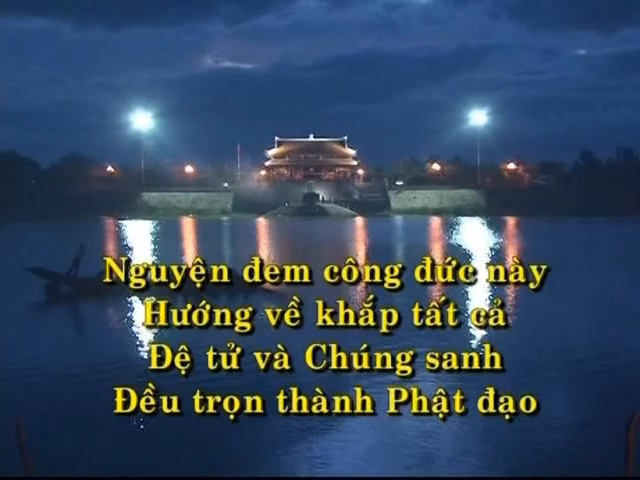 Nguyện đem công đức này
Hướng về khắp tất cả
Đệ tử và Chúng sanh
Đều trọn thành Phật đạo